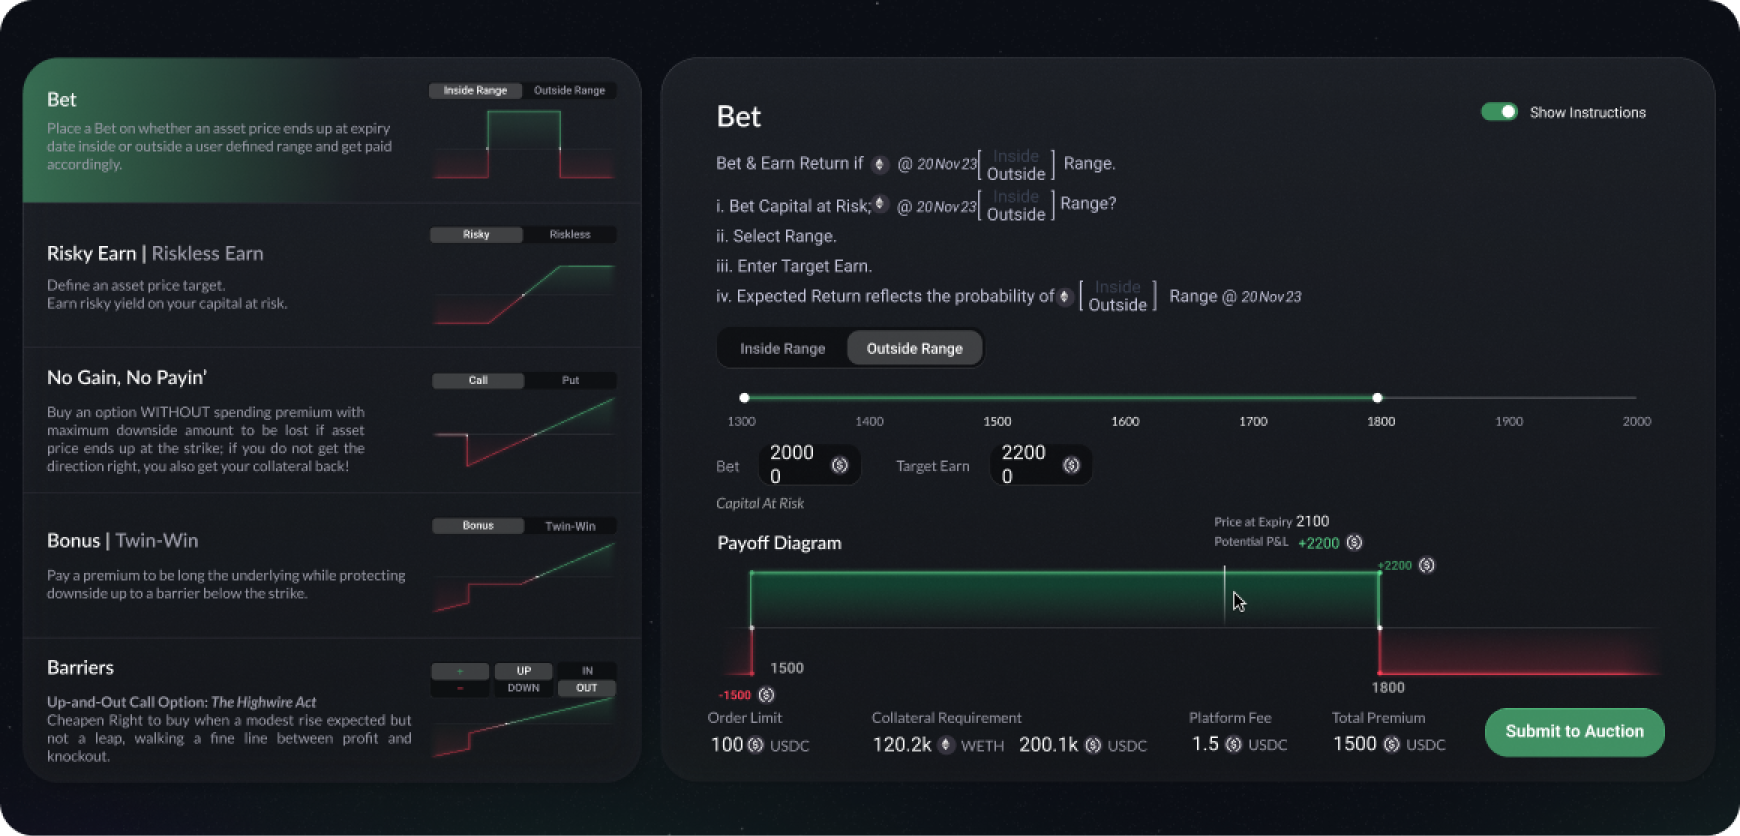 Bet
Inside Range Outside Range
Place a Bet on whether an asset price ends up at expiry
date inside or outside a user defined range and get paid
accordingly.
Risky Riskless
Risky Earn | Riskless Earn
Define an asset price target.
Earn risky yield on your capital at risk.
No Gain, No Payin'
Call Put
Buy an option WITHOUT spending premium with
maximum downside amount to be lost if asset
price ends up at the strike; if you do not get the
direction right, you also get your collateral back!
Bonus Twin-Win
Bonus | Twin-Win
Pay a premium to be long the underlying while protecting
downside up to a barrier below the strike.
Barriers
+ UP IN
- DOWN OUT
Up-and-Out Call Option: The Highwire Act
Cheapen Right to buy when a modest rise expected but
not a leap, walking a fine line between profit and
knockout.
Bet
Show Instructions
Bet & Earn Return if @ 20Nov23 [ Inside Outside ] Range.
i. Bet Capital at Risk; @ 20Nov23 [ Inside Outside ] Range?
ii. Select Range.
iii. Enter Target Earn.
iv. Expected Return reflects the probability of [ Inside Outside ] Range @ 20Nov23
Inside Range Outside Range
1300 1400 1500 1600 1700 1800 1900 2000
Bet 2000
0 Target Earn 2200
0
Capital At Risk
Price at Expiry 2100
Potential P&L +2200
Payoff Diagram
+2200
1500
-1500
1800
Order Limit
100 USDC
Collateral Requirement
120.2k WETH 200.1k USDC
Platform Fee
1.5 USDC
Total Premium
1500 USDC
Submit to Auction